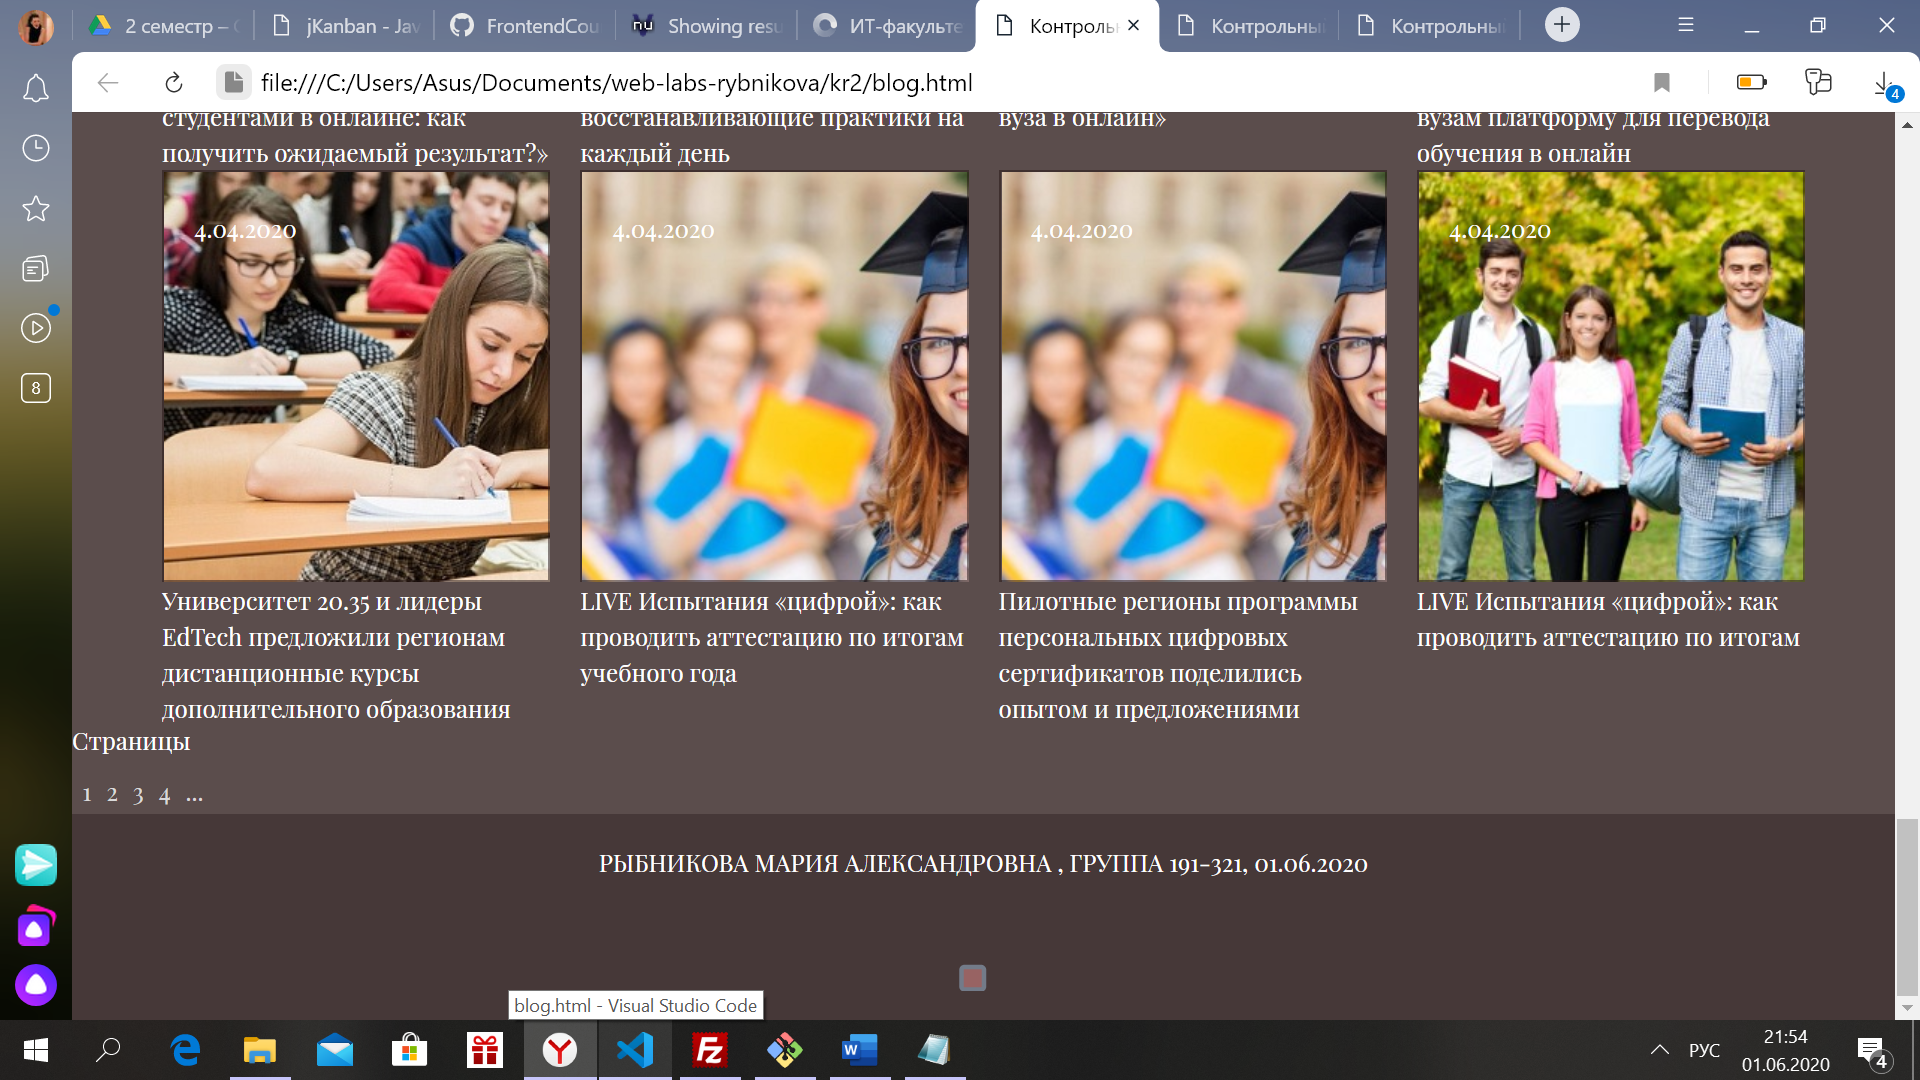 2 семестр –
jKanban - Jav
FrontendCou
nu Showing resu
ИТ-факульте
Контроль
Контрольны
Контрольный
file:///C:/Users/Asus/Documents/web-labs-rybnikova/kr2/blog.html
4
8
студентами в онлайне: как
получить ожидаемый результат?»
восстанавливающие практики на
каждый день
вуза в онлайн»
вузам платформу для перевода
обучения в онлайн
4.04.2020
4.04.2020
4.04.2020
4.04.2020
Университет 20.35 и лидеры
EdTech предложили регионам
дистанционные курсы
дополнительного образования
LIVE Испытания «цифрой»: как
проводить аттестацию по итогам
учебного года
Пилотные регионы программы
персональных цифровых
сертификатов поделились
опытом и предложениями
LIVE Испытания «цифрой»: как
проводить аттестацию по итогам
Страницы
1 2 3 4 ...
РЫБНИКОВА МАРИЯ АЛЕКСАНДРОВНА , ГРУППА 191-321, 01.06.2020
blog.html - Visual Studio Code
РУС
21:54
01.06.2020
4